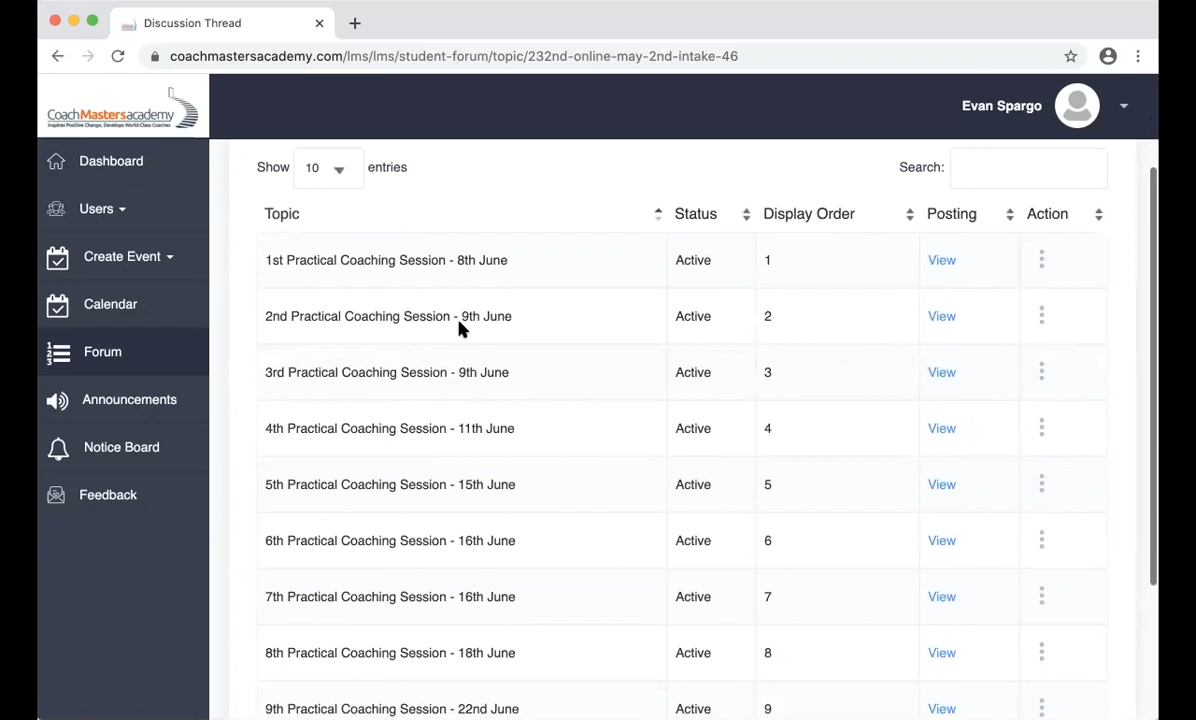 Discussion Thread
coachmastersacademy.com/lms/lms/student-forum/topic/232nd-online-may-2nd-intake-46
CoachMastersacademy
Inspires Positive Change, Develops World-Class Coaches
Evan Spargo
Dashboard
Users
Create Event
Calendar
Forum
Announcements
Notice Board
Feedback
Show 10 entries Search:
Topic Status Display Order Posting Action
1st Practical Coaching Session - 8th June Active 1 View
2nd Practical Coaching Session - 9th June Active 2 View
3rd Practical Coaching Session - 9th June Active 3 View
4th Practical Coaching Session - 11th June Active 4 View
5th Practical Coaching Session - 15th June Active 5 View
6th Practical Coaching Session - 16th June Active 6 View
7th Practical Coaching Session - 16th June Active 7 View
8th Practical Coaching Session - 18th June Active 8 View
9th Practical Coaching Session - 22nd June Active 9 View